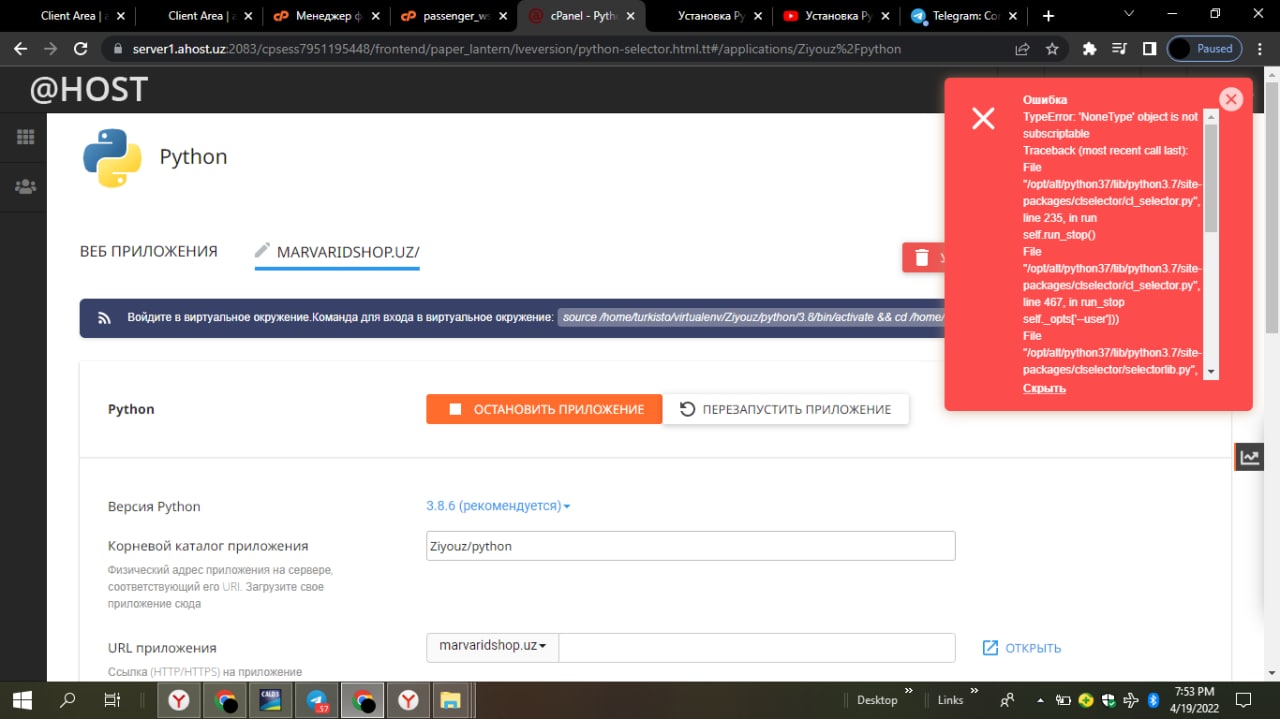 Client Area | a
Client Area | a
Менеджер ф
passenger_ws
cPanel - Pyth
Установка Py
Установка Py
Telegram: Con
server1.ahost.uz:2083/cpsess7951195448/frontend/paper_lantern/lveversion/python-selector.html.tt#/applications/Ziyouz%2Fpython
Paused
@HOST
Python
ВЕБ ПРИЛОЖЕНИЯ
MARVARIDSHOP.UZ/
У
Войдите в виртуальное окружение.Команда для входа в виртуальное окружение:
source /home/turkisto/virtualenv/Ziyouz/python/3.8/bin/activate && cd /home/
Ошибка
TypeError: 'NoneType' object is not
subscriptable
Traceback (most recent call last):
File
"/opt/alt/python37/lib/python3.7/site-
packages/clselector/cl_selector.py",
line 235, in run
self.run_stop()
File
"/opt/alt/python37/lib/python3.7/site-
packages/clselector/cl_selector.py",
line 467, in run_stop
self._opts['--user']))
File
"/opt/alt/python37/lib/python3.7/site-
packages/clselector/selectorlib.py",
Скрыть
Python
ОСТАНОВИТЬ ПРИЛОЖЕНИЕ
ПЕРЕЗАПУСТИТЬ ПРИЛОЖЕНИЕ
Версия Python
3.8.6 (рекомендуется)
Корневой каталог приложения
Ziyouz/python
Физический адрес приложения на сервере,
соответствующий его URI. Загрузите свое
приложение сюда
URL приложения
marvaridshop.uz
ОТКРЫТЬ
Ссылка (HTTP/HTTPS) на приложение
Desktop
Links
7:53 PM
4/19/2022